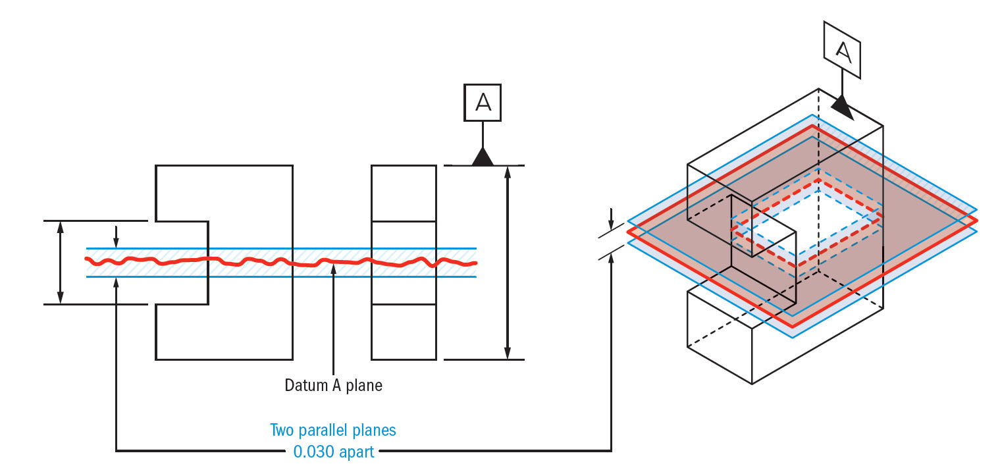 A
A
Datum A plane
Two parallel planes
0.030 apart